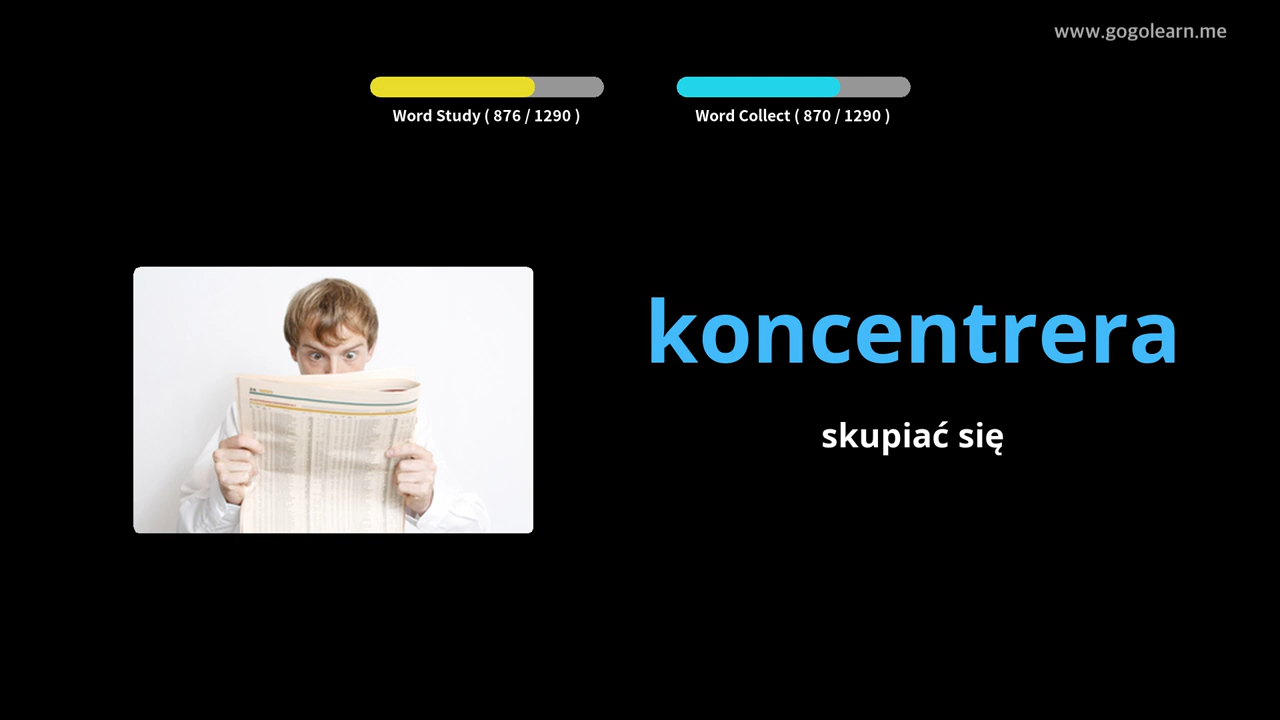 www.gogolearn.me
Word Study ( 876 / 1290 )
Word Collect ( 870 / 1290 )
koncentrera
skupiać się